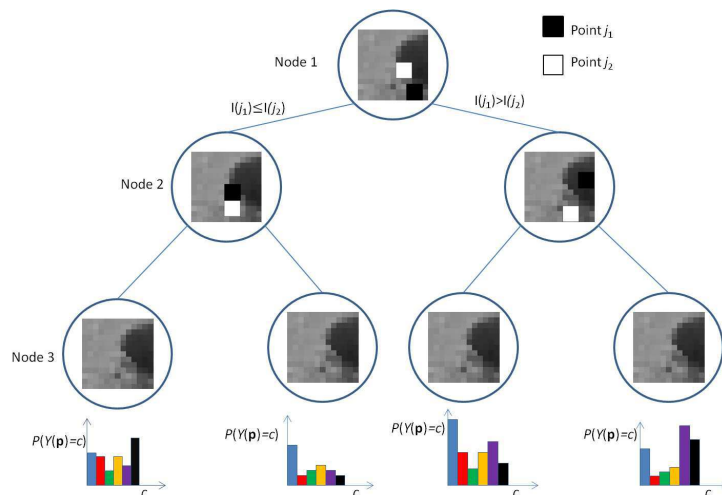 Node 1
Point j₁
Point j₂
I(j₁)≤I(j₂)
I(j₁)>I(j₂)
Node 2
Node 3
P(Y(p)=c)
c
P(Y(p)=c)
c
P(Y(p)=c)
c
P(Y(p)=c)
c